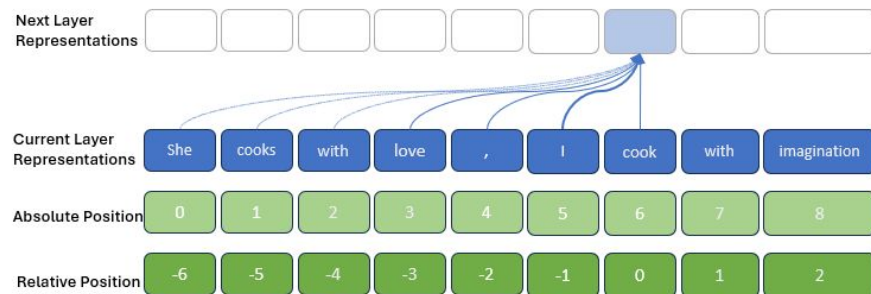 Next Layer
Representations
Current Layer
Representations
She cooks with love , I cook with imagination
Absolute Position 0 1 2 3 4 5 6 7 8
Relative Position -6 -5 -4 -3 -2 -1 0 1 2